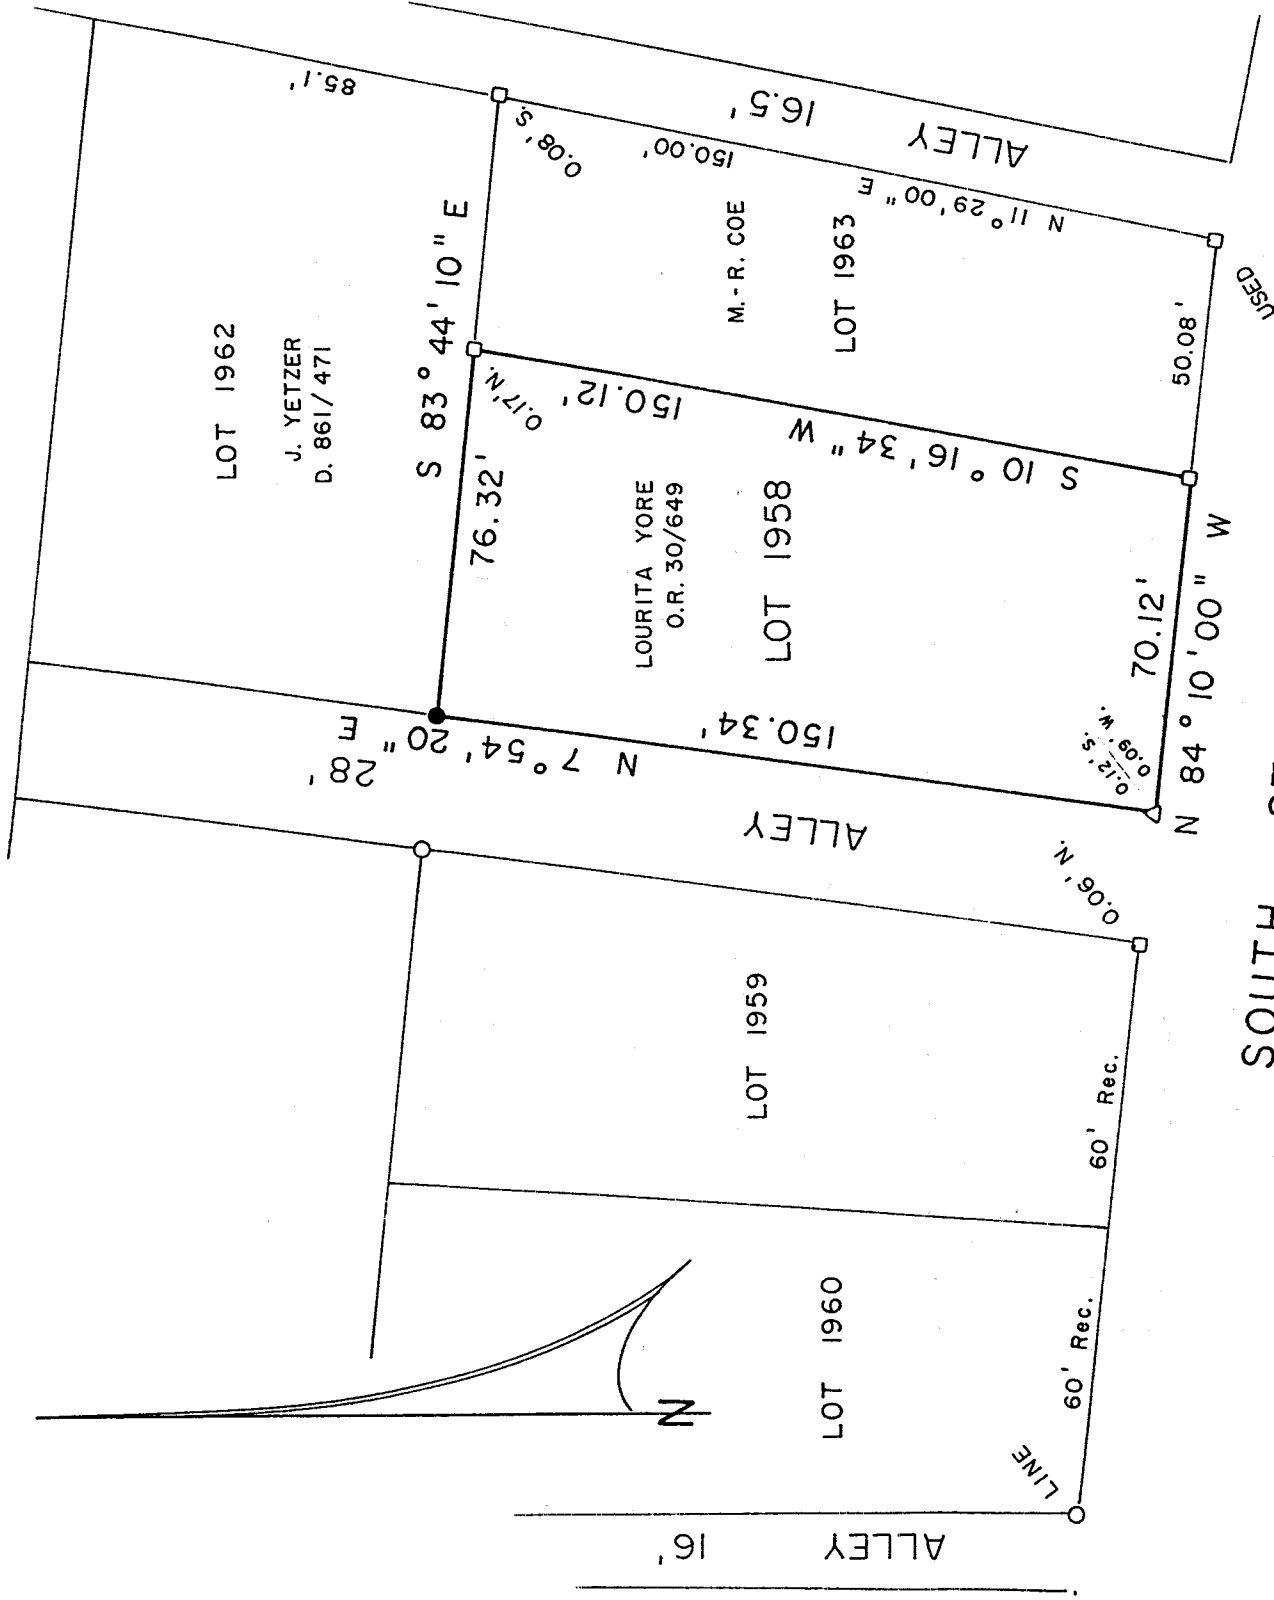 LOT 1962
J. YETZER
D. 861/471
85.1'
S 83° 44' 10" E
76.32'
0.17' N.
0.08' S.
150.00'
N 11° 29' 00" E
16.5'
ALLEY
M.-R. COE
LOT 1963
150.12'
S 10° 16' 34" W
LOURITA YORE
O.R. 30/649
LOT 1958
28'
N 7° 54' 20" E
150.34'
ALLEY
0.12' S.
0.09' W.
70.12'
N 84° 10' 00" W
50.08'
USED
0.06' N.
LOT 1959
60' Rec.
LOT 1960
60' Rec.
LINE
16'
ALLEY
N
SOUTH